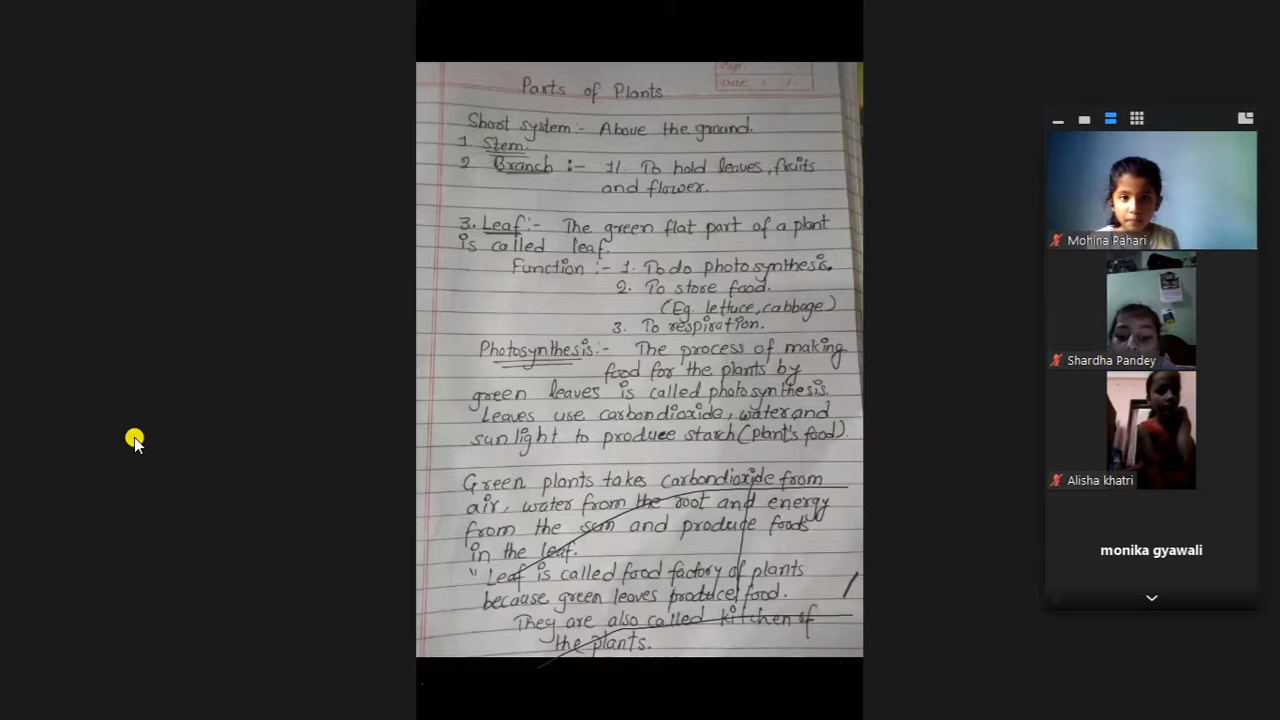 Page:
Date:
Parts of Plants
Shoot system:- Above the ground.
1 Stem.
2 Branch :- 1/. To hold leaves, fruits
and flower.
3. Leaf:- The green flat part of a plant
is called leaf.
Function :- 1. To do photosynthesis.
2. To store food.
(Eg. lettuce, cabbage)
3. To respiration.
Photosynthesis:- The process of making
food for the plants by
green leaves is called photosynthesis.
Leaves use carbondioxide, water and
sunlight to produce starch (plant's food).
Green plants takes carbondioxide from
air, water from the root and energy
from the sun and produce foods
in the leaf.
" Leaf is called food factory of plants
because green leaves produce food.
They are also called kitchen of
the plants.
Mohina Pahari
Shardha Pandey
Alisha khatri
monika gyawali